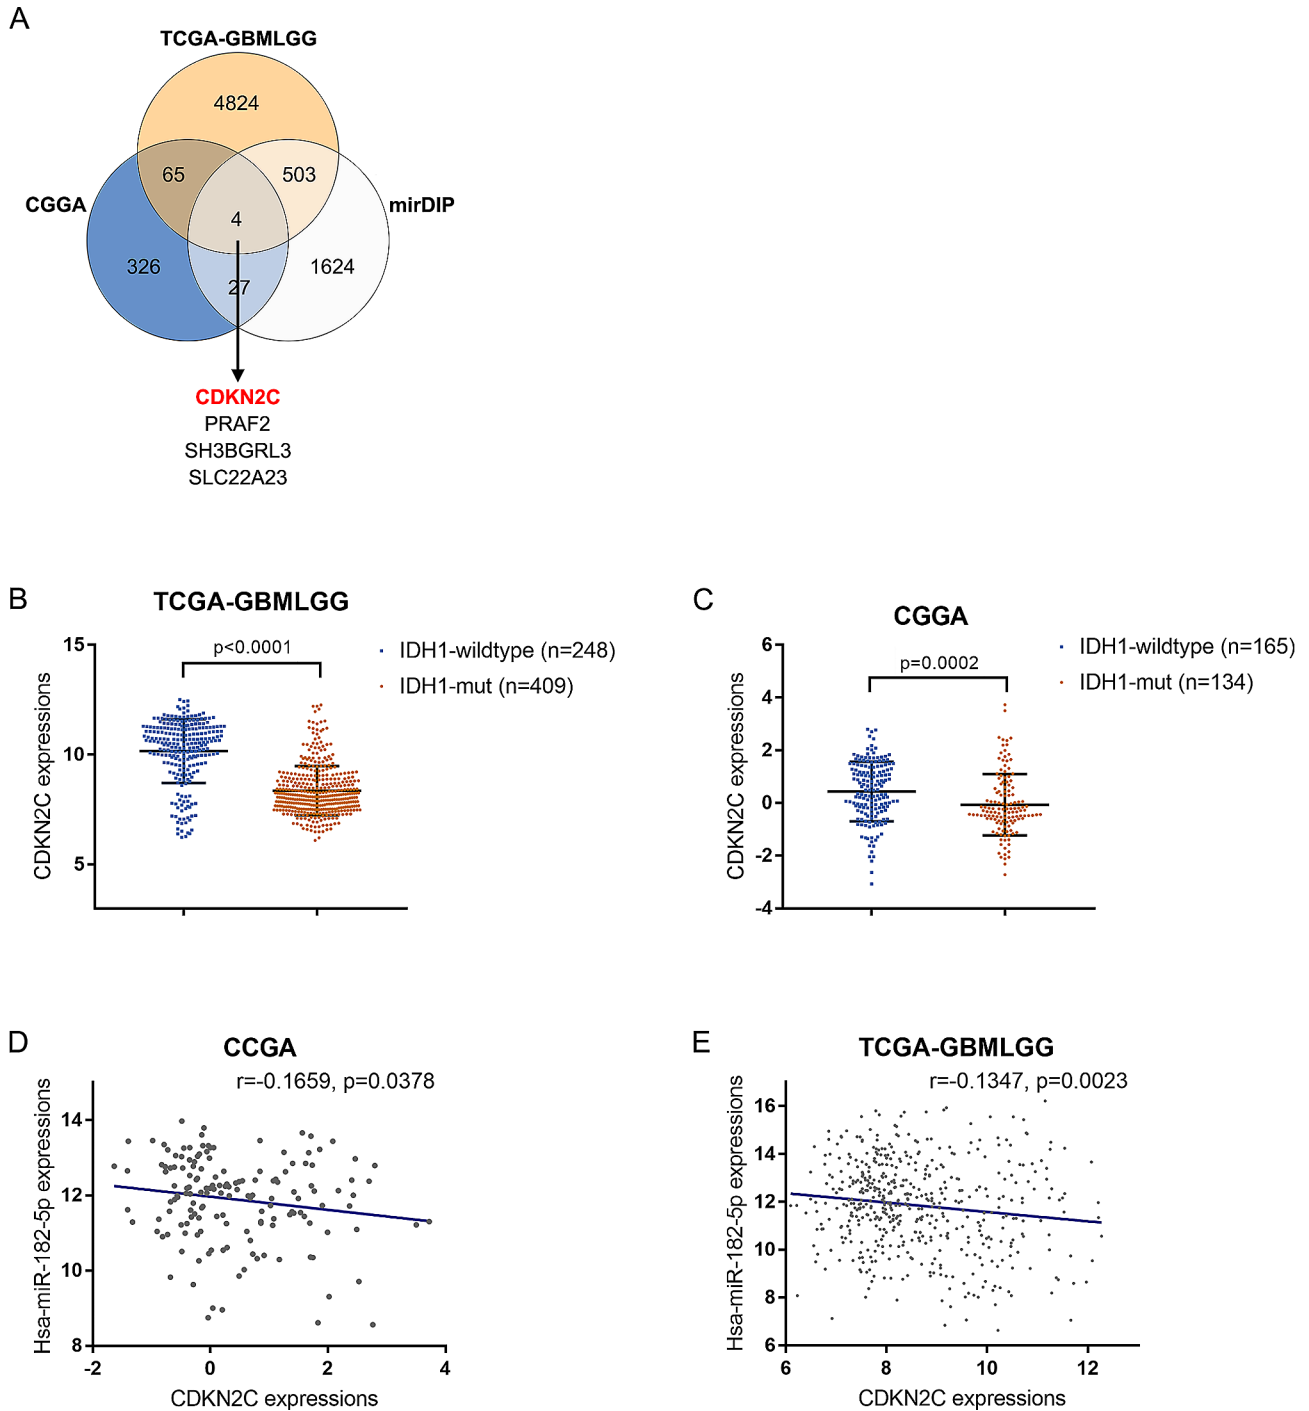 A
TCGA-GBMLGG
4824
65
503
CGGA
mirDIP
4
326
1624
27
CDKN2C
PRAF2
SH3BGRL3
SLC22A23
B
TCGA-GBMLGG
CDKN2C expressions
15
10
5
p<0.0001
IDH1-wildtype (n=248)
IDH1-mut (n=409)
C
CGGA
CDKN2C expressions
6
4
2
0
-2
-4
p=0.0002
IDH1-wildtype (n=165)
IDH1-mut (n=134)
D
CCGA
r=-0.1659, p=0.0378
Hsa-miR-182-5p expressions
14
12
10
8
-2
0
2
4
CDKN2C expressions
E
TCGA-GBMLGG
r=-0.1347, p=0.0023
Hsa-miR-182-5p expressions
16
14
12
10
8
6
6
8
10
12
CDKN2C expressions